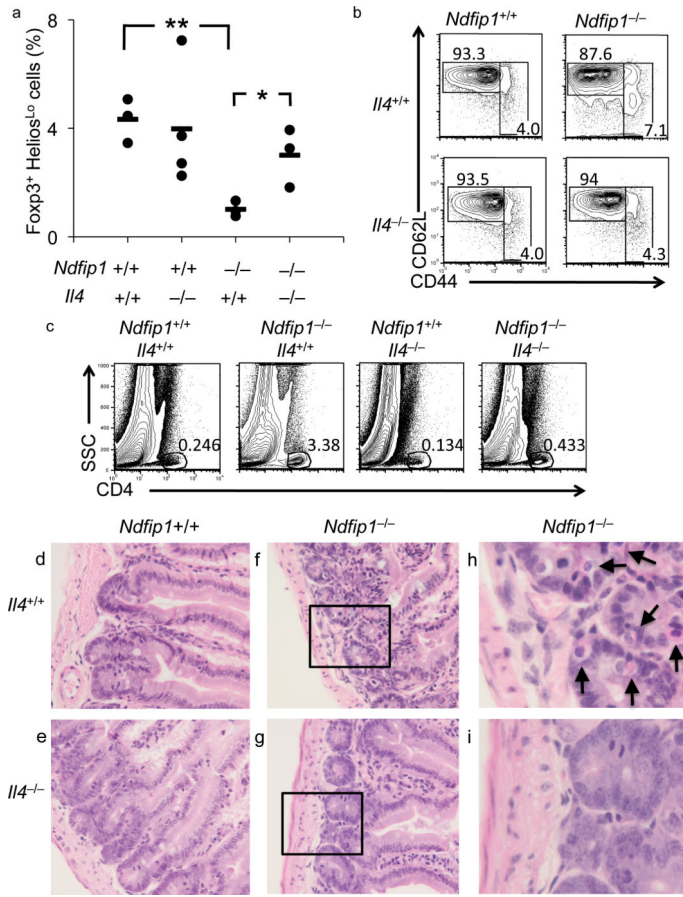 a
8
**
*
4
0
Foxp3+ HeliosLo cells (%)
Ndfip1 +/+ +/+ –/– –/–
Il4 +/+ –/– +/+ –/–
b
Ndfip1+/+ Ndfip1–/–
Il4+/+
93.3 87.6
4.0 7.1
Il4–/–
93.5 94
4.0 4.3
CD62L
CD44
c
Ndfip1+/+ Ndfip1–/– Ndfip1+/+ Ndfip1–/–
Il4+/+ Il4+/+ Il4–/– Il4–/–
SSC
0.246 3.38 0.134 0.433
CD4
Ndfip1+/+ Ndfip1–/– Ndfip1–/–
d f h
Il4+/+
e g i
Il4–/–